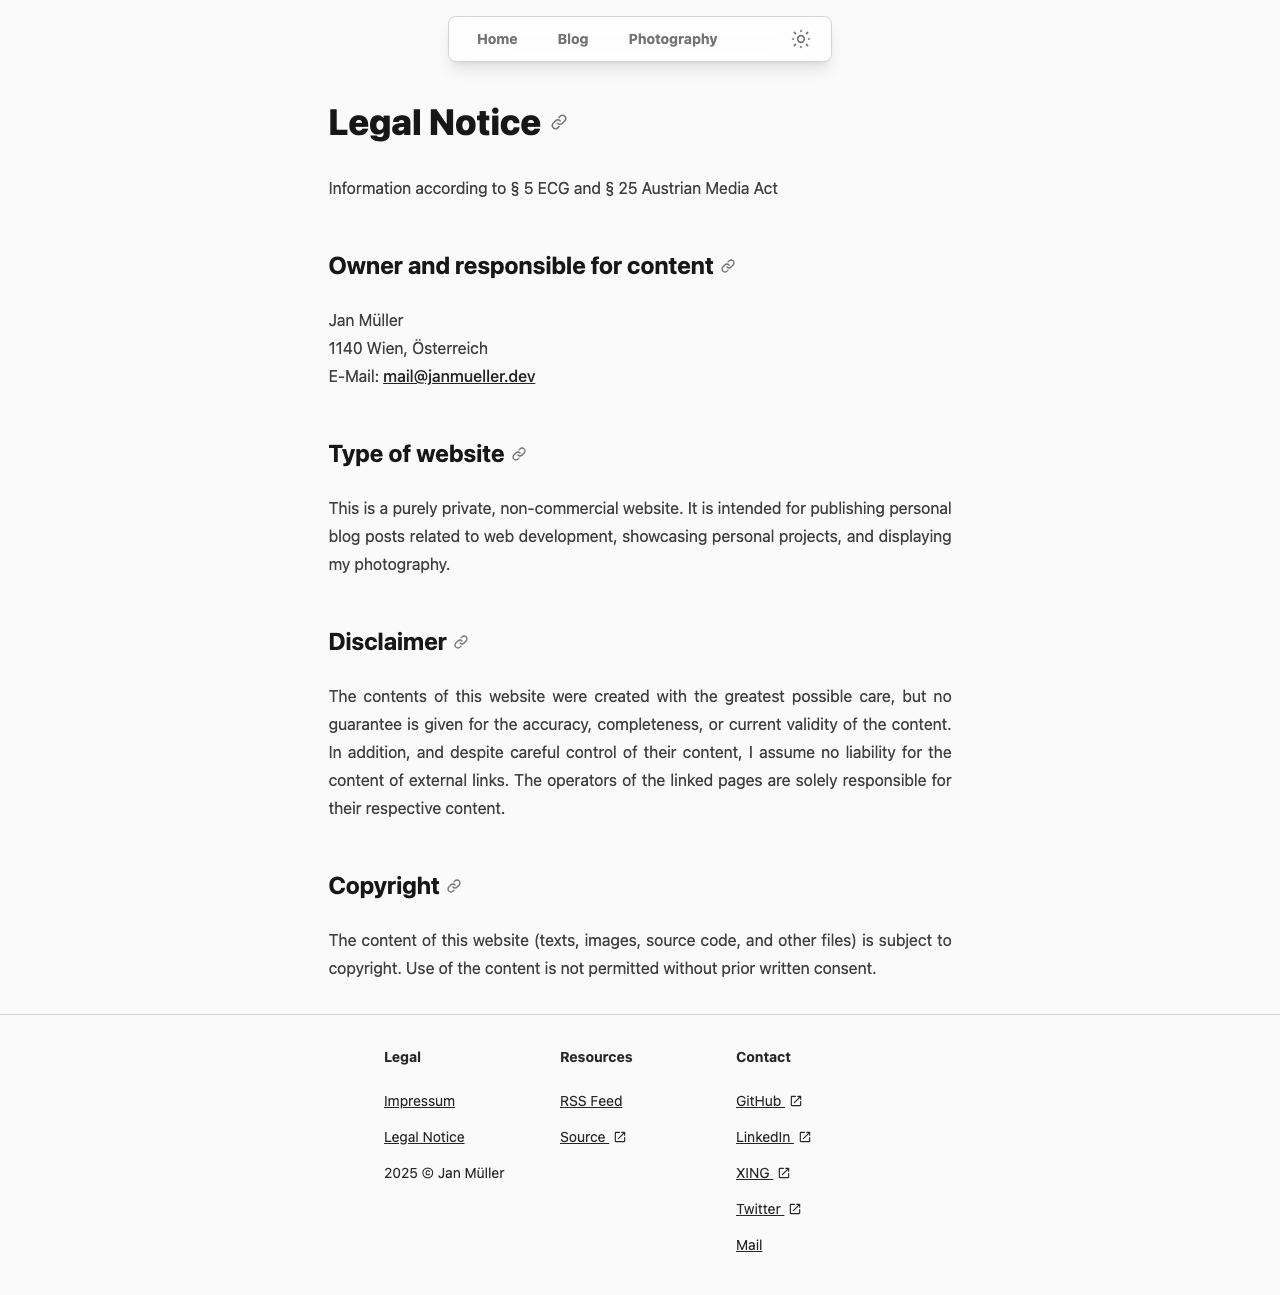 Home Blog Photography
Legal Notice
Information according to § 5 ECG and § 25 Austrian Media Act
Owner and responsible for content
Jan Müller
1140 Wien, Österreich
E-Mail: mail@janmueller.dev
Type of website
This is a purely private, non-commercial website. It is intended for publishing personal
blog posts related to web development, showcasing personal projects, and displaying
my photography.
Disclaimer
The contents of this website were created with the greatest possible care, but no
guarantee is given for the accuracy, completeness, or current validity of the content.
In addition, and despite careful control of their content, I assume no liability for the
content of external links. The operators of the linked pages are solely responsible for
their respective content.
Copyright
The content of this website (texts, images, source code, and other files) is subject to
copyright. Use of the content is not permitted without prior written consent.
Legal
Impressum
Legal Notice
2025 © Jan Müller
Resources
RSS Feed
Source
Contact
GitHub
LinkedIn
XING
Twitter
Mail